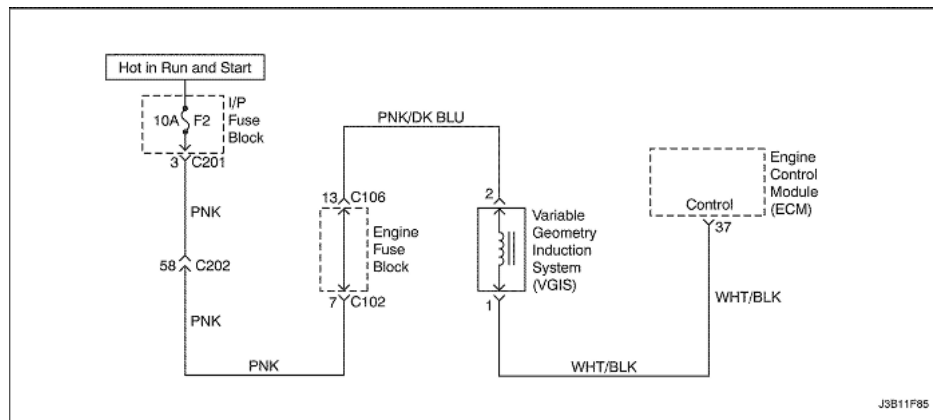 Hot in Run and Start
I/P
Fuse
Block
10A F2
3 C201
PNK
58 C202
PNK
PNK
PNK/DK BLU
13 C106
Engine
Fuse
Block
7 C102
2
Variable
Geometry
Induction
System
(VGIS)
1
WHT/BLK
WHT/BLK
Engine
Control
Module
(ECM)
Control
37
J3B11F85